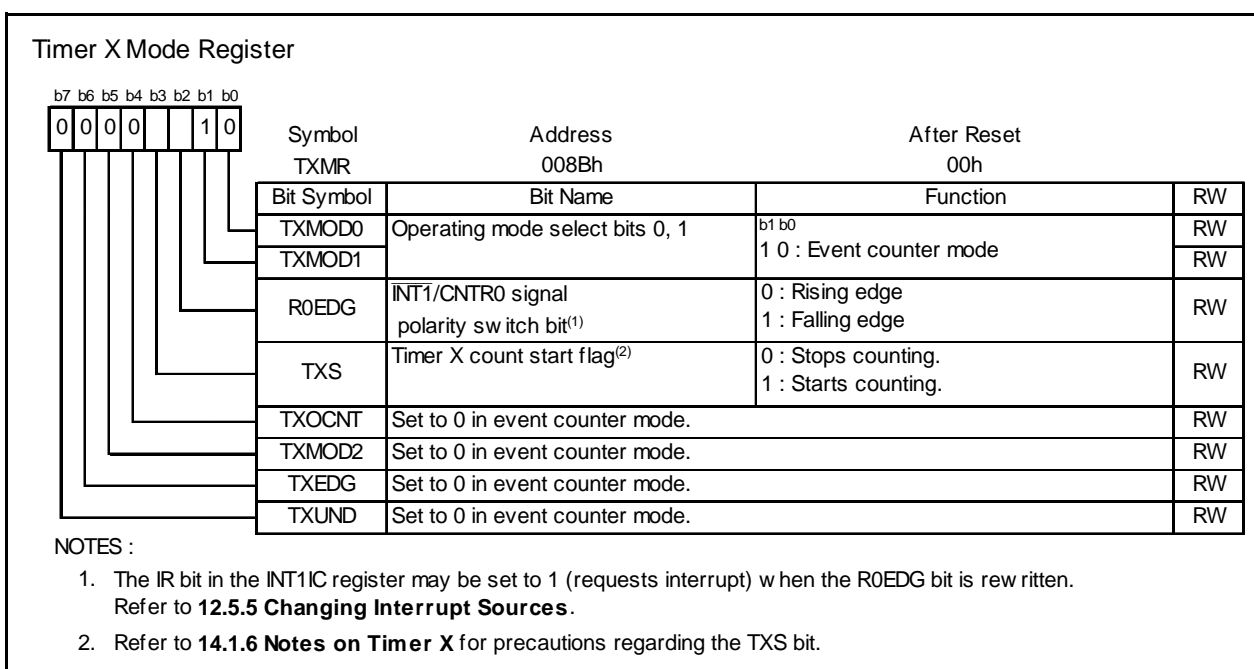 Timer X Mode Register
b7 b6 b5 b4 b3 b2 b1 b0
0 0 0 0 1 0
Symbol Address After Reset
TXMR 008Bh 00h
Bit Symbol Bit Name Function RW
TXMOD0 Operating mode select bits 0, 1 b1 b0 RW
TXMOD1 1 0 : Event counter mode RW
R0EDG INT1/CNTR0 signal polarity switch bit(1) 0 : Rising edge RW
1 : Falling edge
TXS Timer X count start flag(2) 0 : Stops counting. RW
1 : Starts counting.
TXOCNT Set to 0 in event counter mode. RW
TXMOD2 Set to 0 in event counter mode. RW
TXEDG Set to 0 in event counter mode. RW
TXUND Set to 0 in event counter mode. RW
NOTES :
1. The IR bit in the INT1IC register may be set to 1 (requests interrupt) when the R0EDG bit is rewritten.
Refer to 12.5.5 Changing Interrupt Sources.
2. Refer to 14.1.6 Notes on Timer X for precautions regarding the TXS bit.